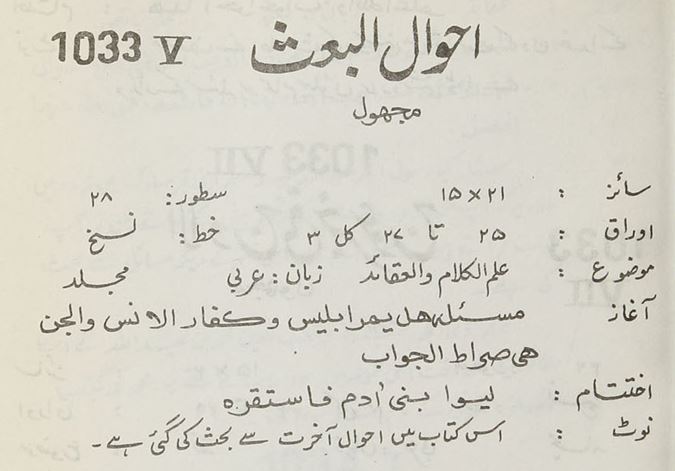 1033 V احوال البعث
مجهول
سائز : ۲۱ × ۱۵ سطور: ۲۸
اوراق : ۲۵ تا ۲۷ کل ۳ خط: نسخ
موضوع : علم الکلام والعقائد زبان: عربی مجلد
آغاز : مسئلہ هل یمر ابلیس وکفار الانس والجن
هی صراط الجواب
اختتام : لیوا بنی آدم فاستقره
نوٹ : اس کتاب میں احوال آخرت سے بحث کی گئی ہے۔